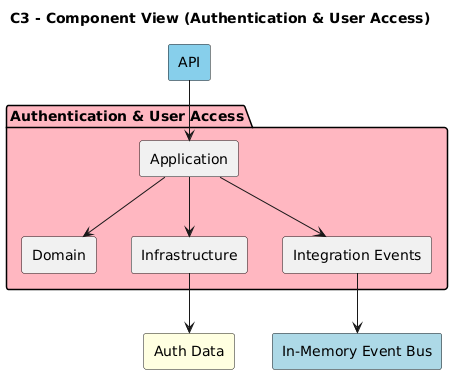 C3 - Component View (Authentication & User Access)
API
Authentication & User Access
Application
Domain
Infrastructure
Integration Events
Auth Data
In-Memory Event Bus